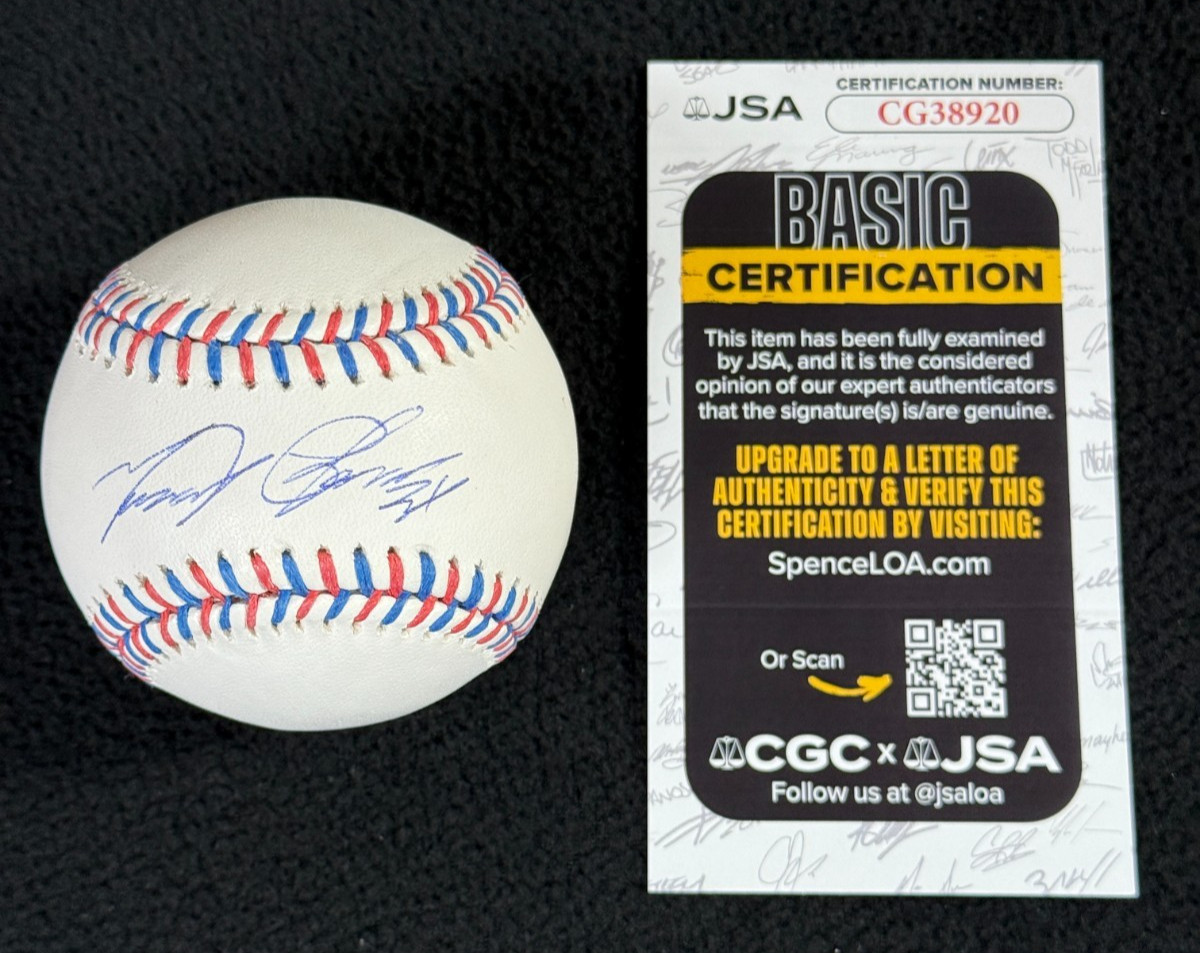 JSA
CERTIFICATION NUMBER:
CG38920
BASIC
CERTIFICATION
This item has been fully examined
by JSA, and it is the considered
opinion of our expert authenticators
that the signature(s) is/are genuine.
UPGRADE TO A LETTER OF
AUTHENTICITY & VERIFY THIS
CERTIFICATION BY VISITING:
SpenceLOA.com
Or Scan
CGC x JSA
Follow us at @jsaloa